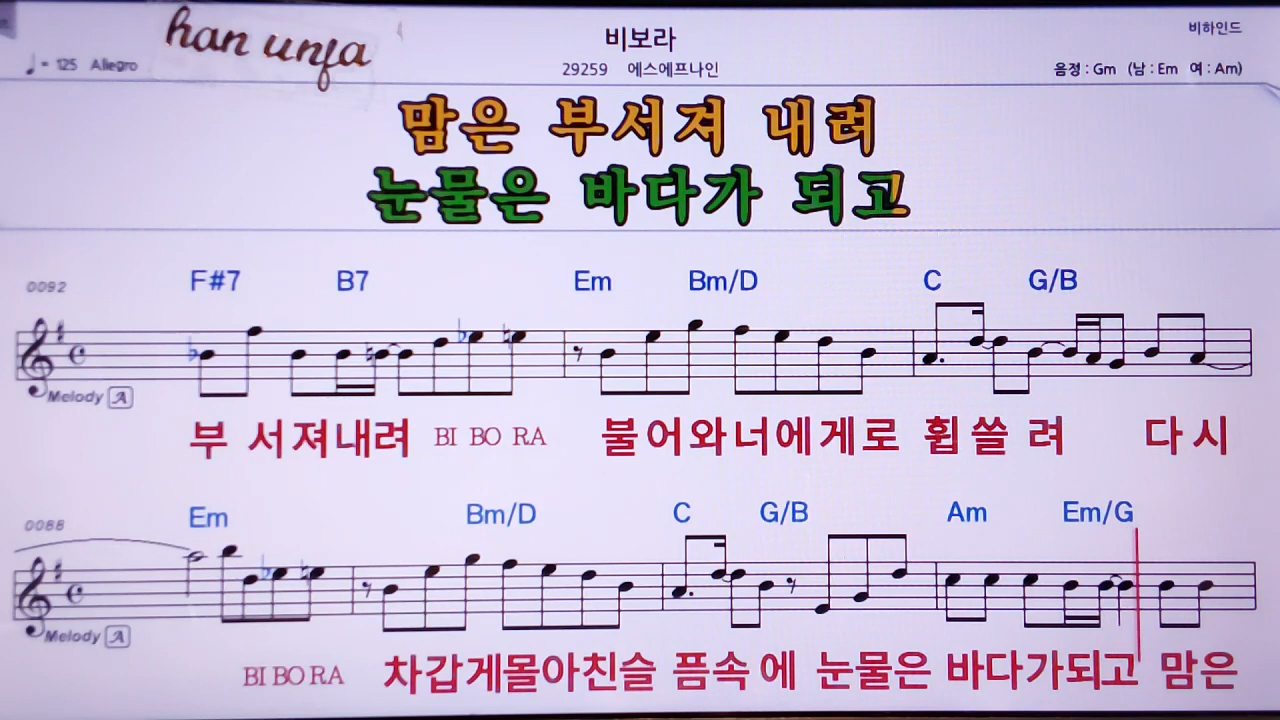 han unfa
비보라
비하인드
♩= 125 Allegro
29259 에스에프나인
음정 : Gm (남 : Em 여 : Am)
맘은 부서져 내려
눈물은 바다가 되고
0092 F#7 B7 Em Bm/D C G/B
Melody A
부 서져내려 BI BO RA 불어와너에게로 휩쓸려 다시
0088 Em Bm/D C G/B Am Em/G
Melody A
BI BO RA 차갑게몰아친슬 픔속에 눈물은 바다가되고 맘은